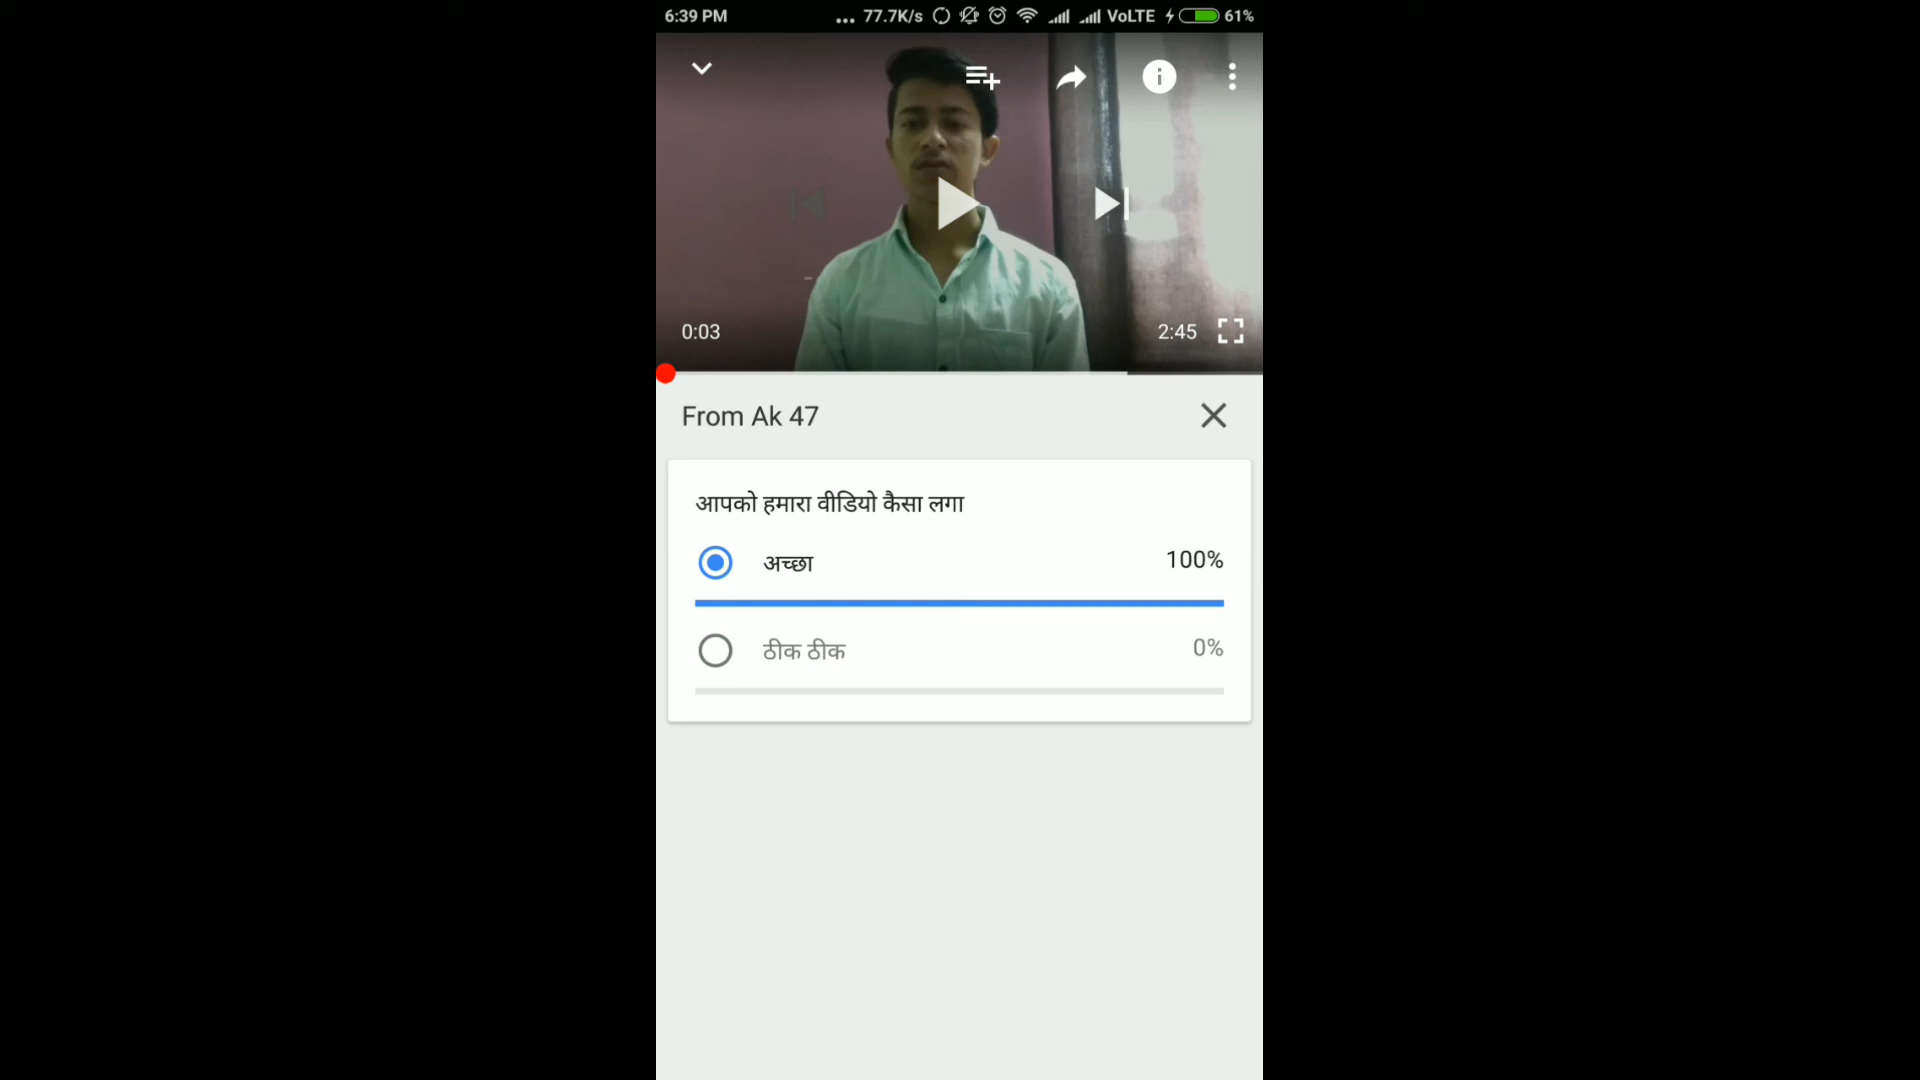 6:39 PM ... 77.7K/s VoLTE 61%
0:03 2:45
From Ak 47
आपको हमारा वीडियो कैसा लगा
अच्छा 100%
ठीक ठीक 0%